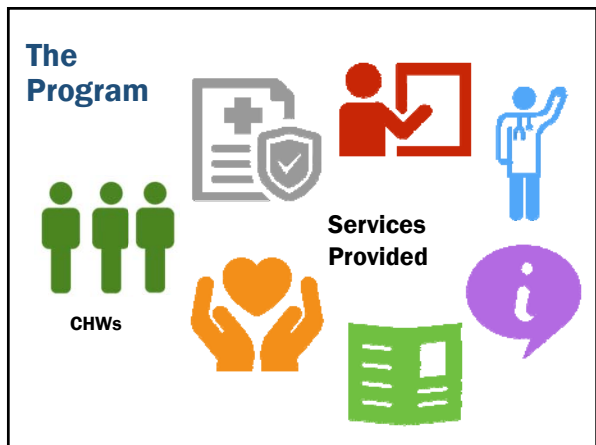 The
Program
Services
Provided
CHWs
i